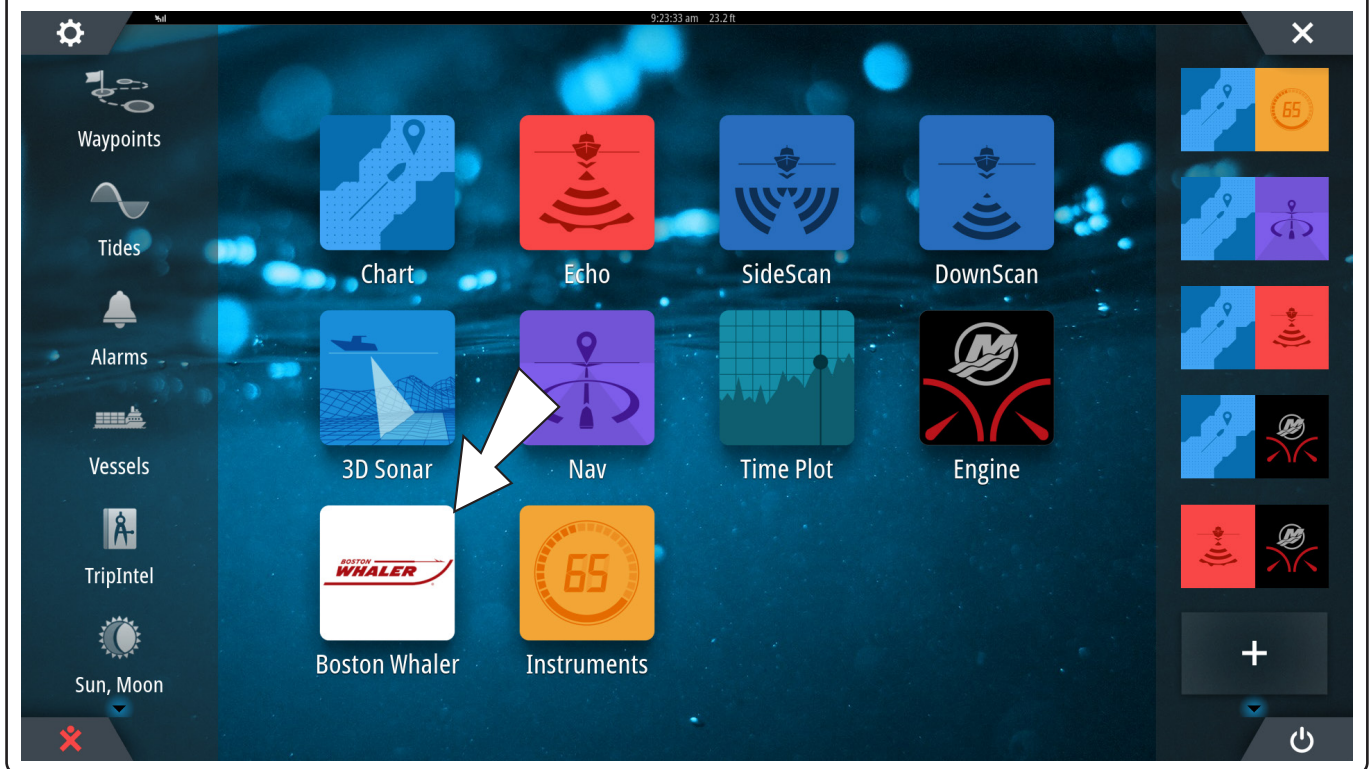 9:23:33 am 23.2 ft
Waypoints
Tides
Alarms
Vessels
TripIntel
Sun, Moon
Chart
Echo
SideScan
DownScan
3D Sonar
Nav
Time Plot
Engine
BOSTON
WHALER
65
Boston Whaler
Instruments
65